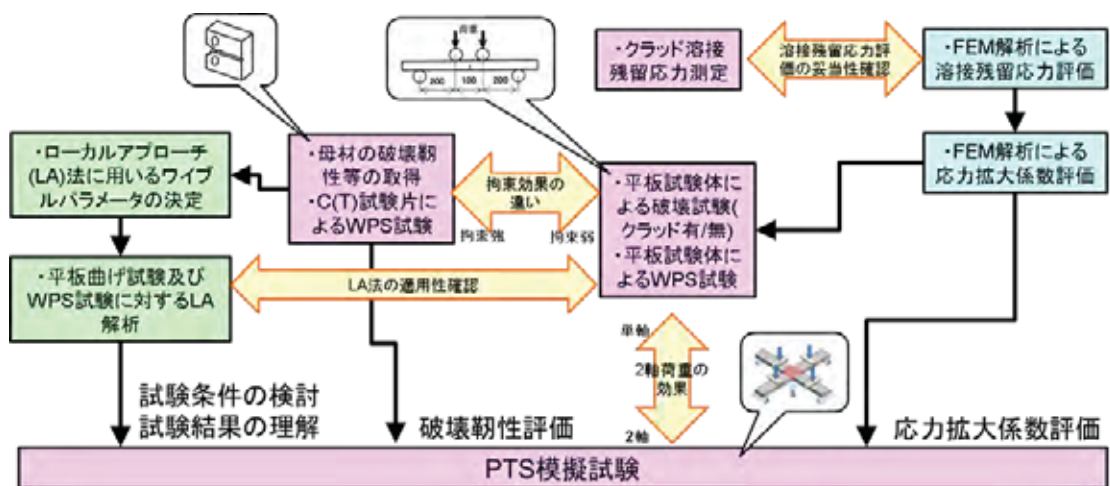 荷重
200
100
200
・クラッド溶接
残留応力測定
溶接残留応力評
価の妥当性確認
・FEM解析による
溶接残留応力評価
・ローカルアプローチ
(LA)法に用いるワイブ
ルパラメータの決定
・母材の破壊靭
性等の取得
・C(T)試験片に
よるWPS試験
拘束効果の
違い
拘束強
拘束弱
・平板試験体に
よる破壊試験(
クラッド有/無)
・平板試験体に
よるWPS試験
・FEM解析による
応力拡大係数評価
・平板曲げ試験及び
WPS試験に対するLA
解析
LA法の適用性確認
単軸
2軸荷重の
効果
2軸
試験条件の検討
試験結果の理解
破壊靭性評価
応力拡大係数評価
PTS模擬試験